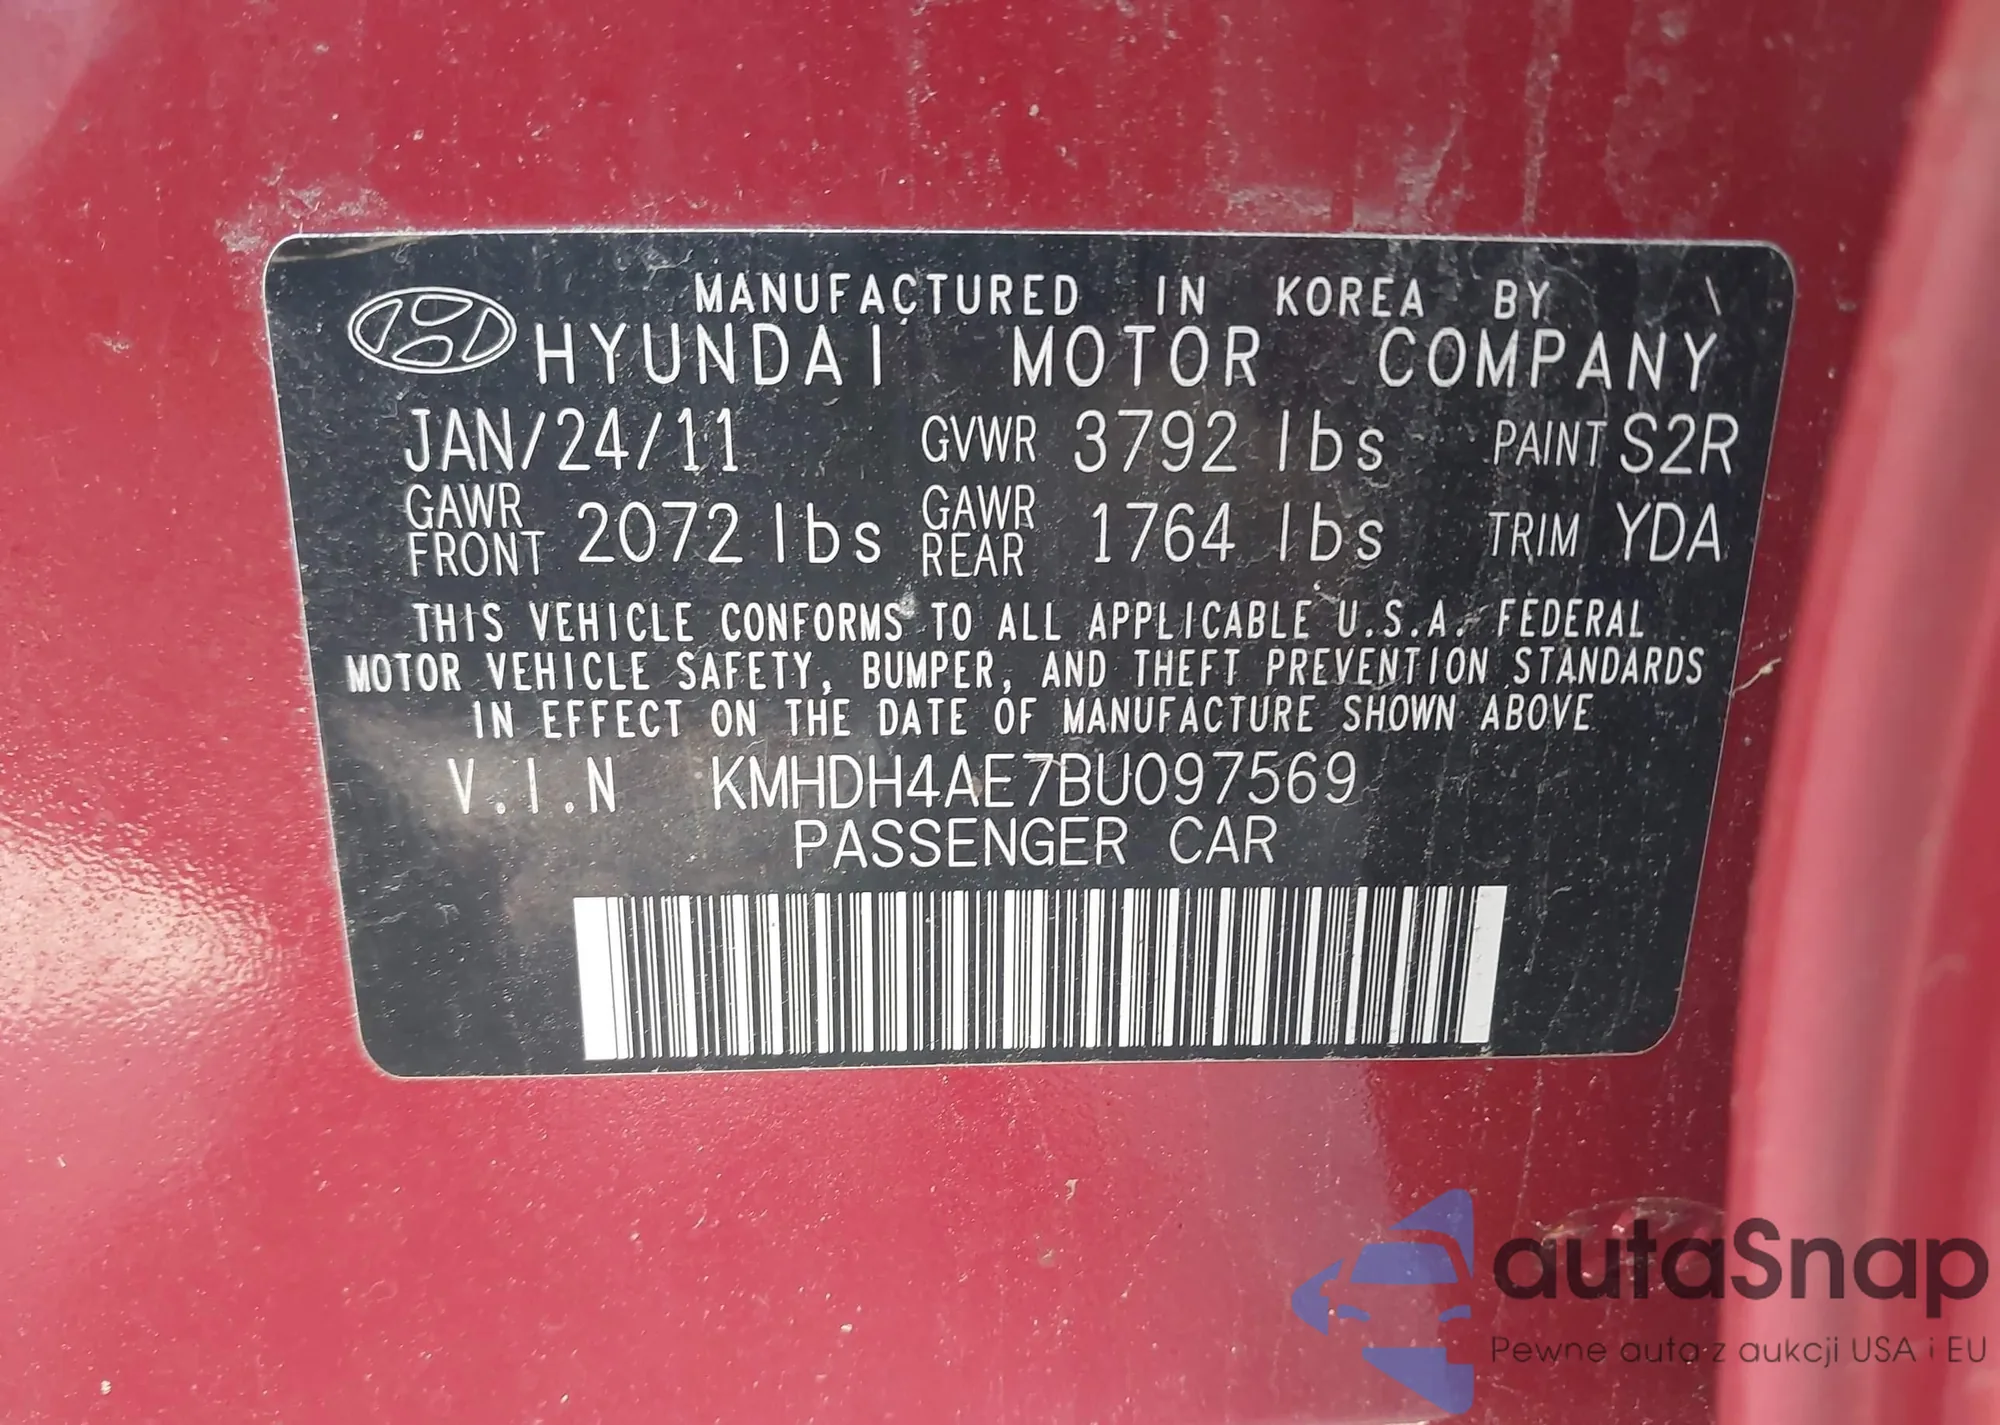 MANUFACTURED IN KOREA BY
HYUNDAI MOTOR COMPANY
JAN/24/11 GVWR 3792 lbs PAINT S2R
GAWR FRONT 2072 lbs GAWR REAR 1764 lbs TRIM YDA
THIS VEHICLE CONFORMS TO ALL APPLICABLE U.S.A. FEDERAL
MOTOR VEHICLE SAFETY, BUMPER, AND THEFT PREVENTION STANDARDS
IN EFFECT ON THE DATE OF MANUFACTURE SHOWN ABOVE
V.I.N KMHDH4AE7BU097569
PASSENGER CAR
autaSnap
Pewne auta z aukcji USA i EU